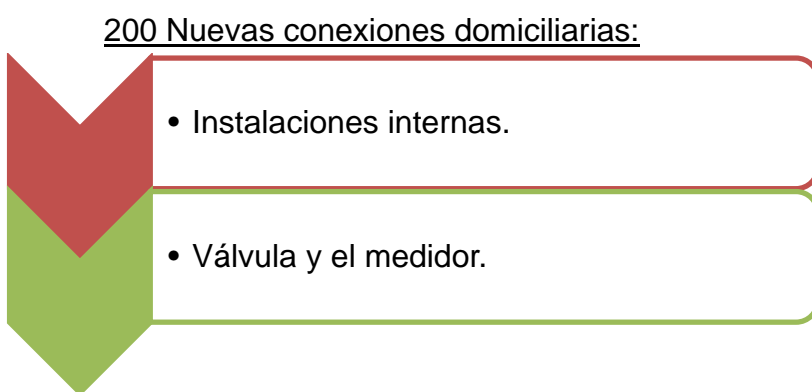 200 Nuevas conexiones domiciliarias:
• Instalaciones internas.
• Válvula y el medidor.